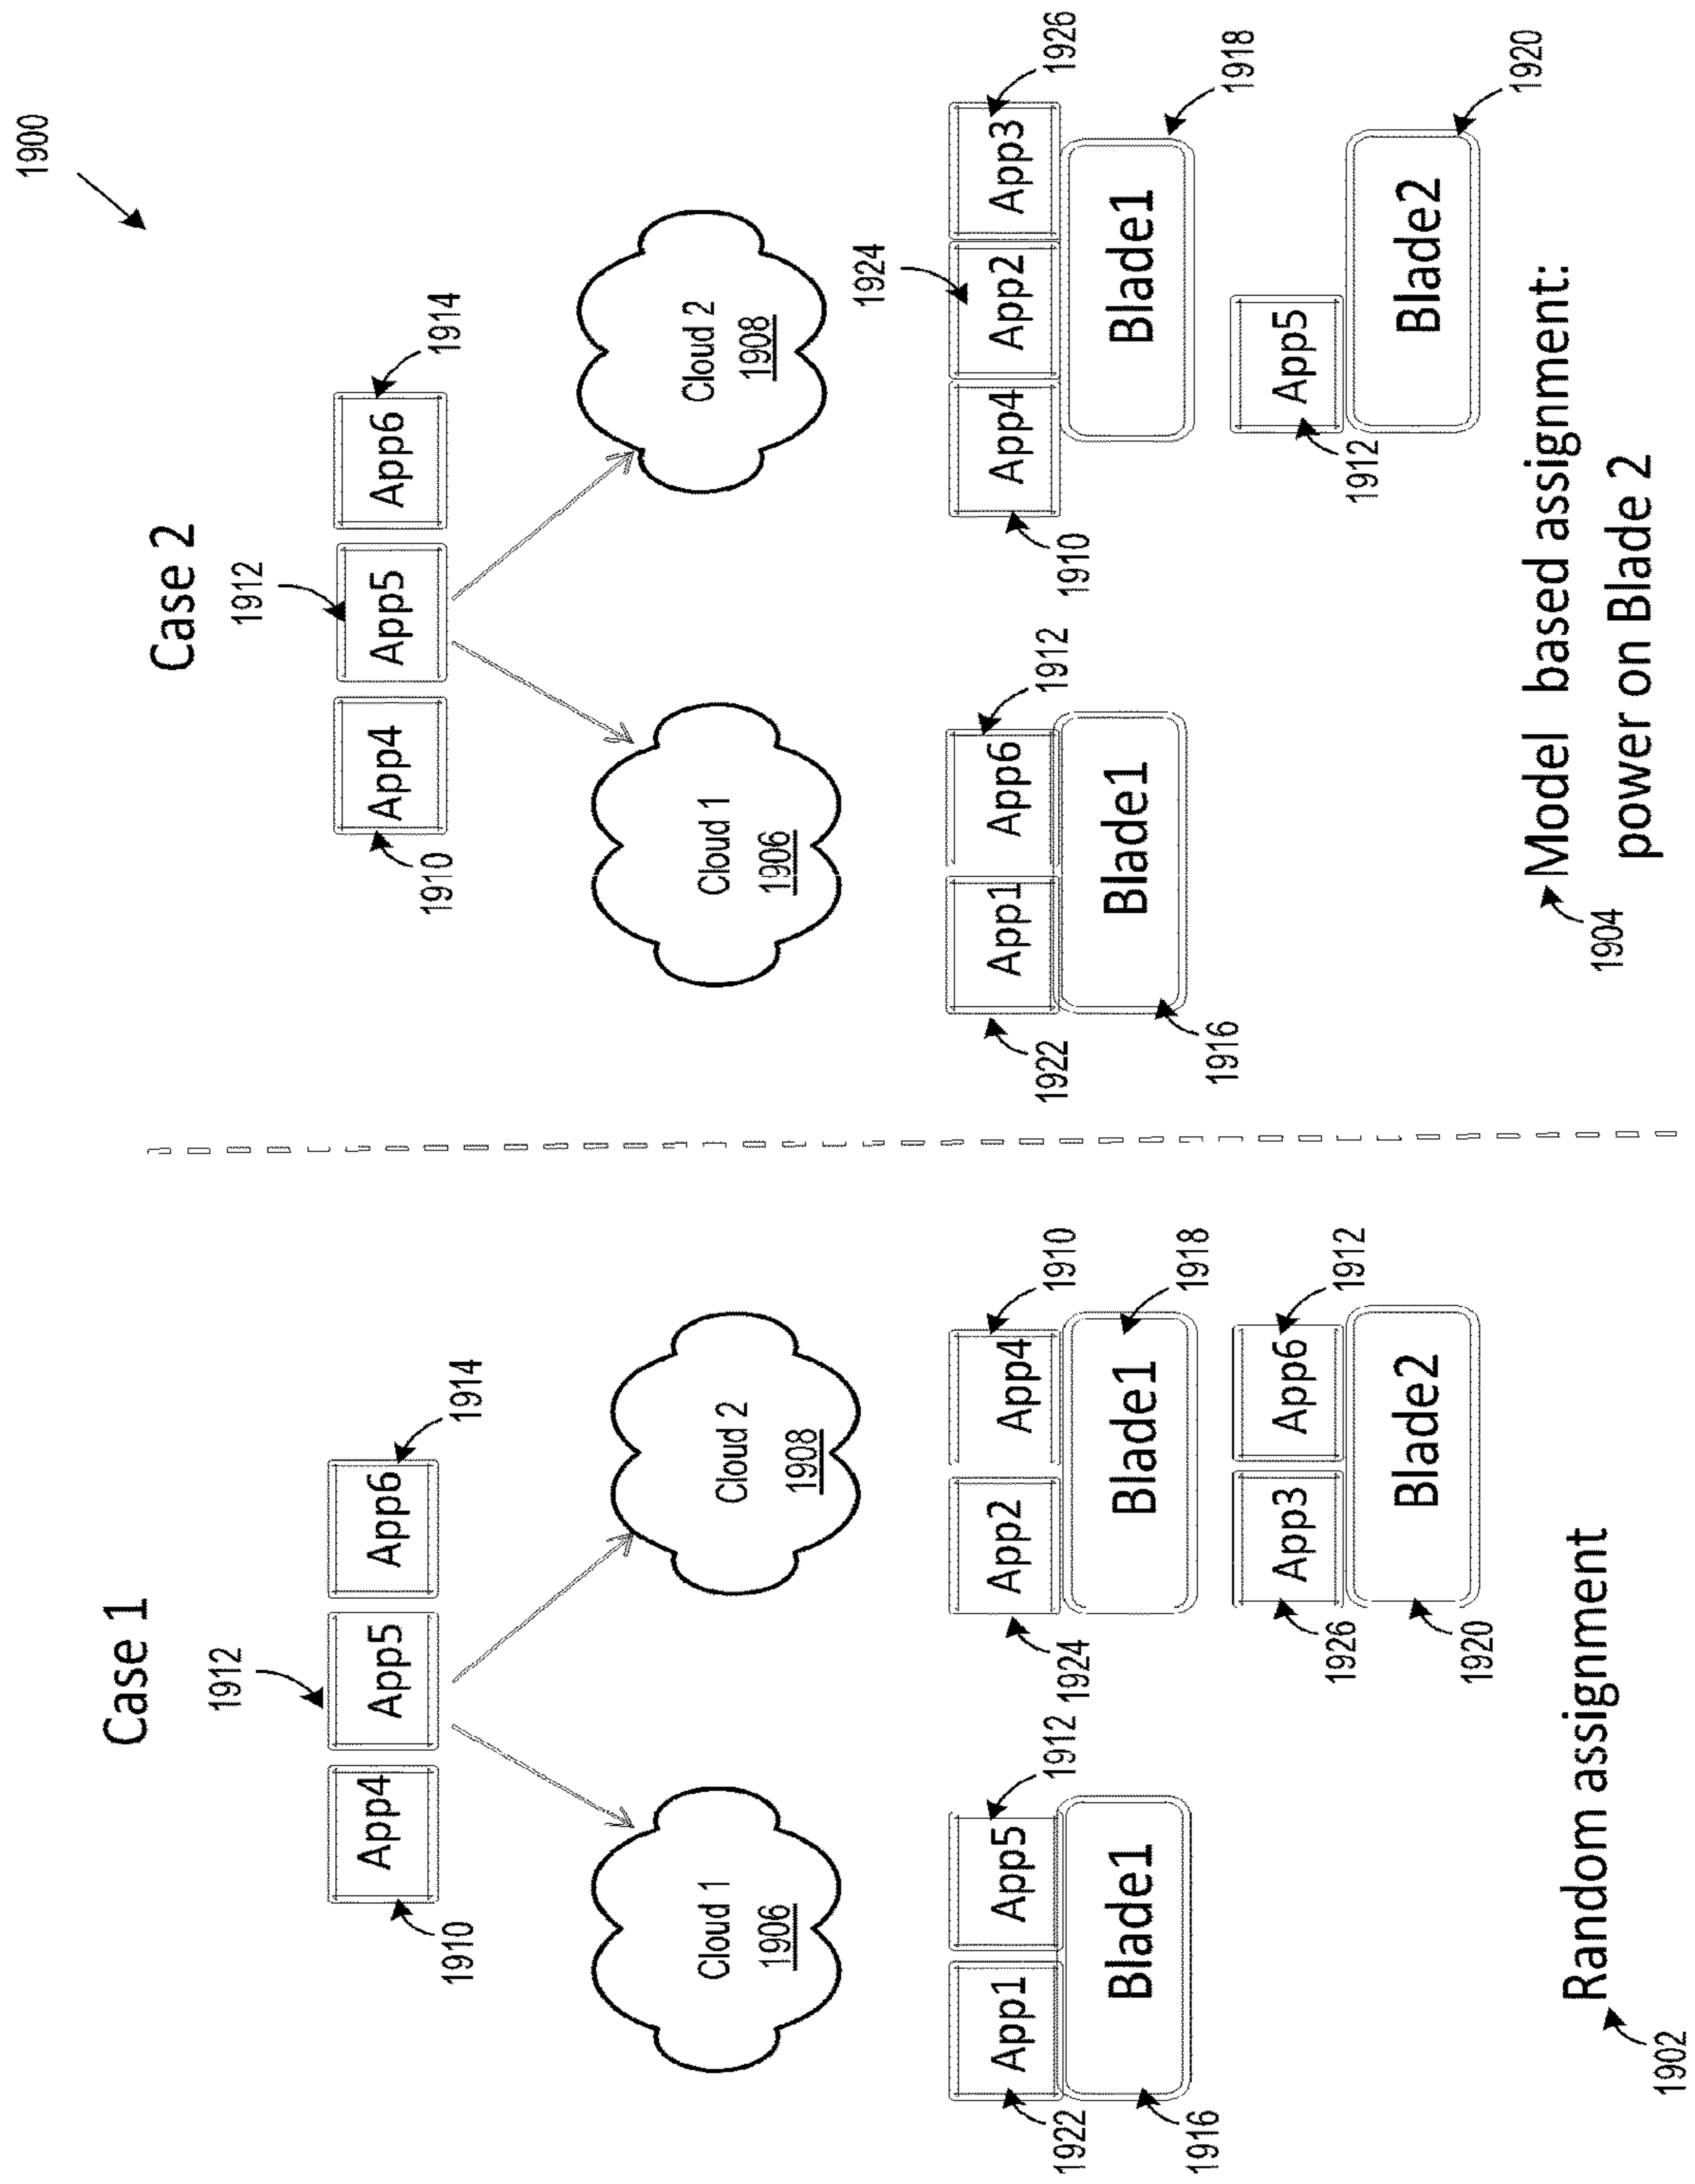 1900
Case 1
1912
App4
App5
App6
1910
1914
Cloud 1
1906
Cloud 2
1908
App1
App5
1912
1922
Blade1
1916
App2
App4
1910
1924
Blade1
1918
App3
App6
1912
1926
Blade2
1920
Random assignment
1902
Case 2
1912
App4
App5
App6
1910
1914
Cloud 1
1906
Cloud 2
1908
App1
App6
1912
1922
Blade1
1916
1924
App4
App2
App3
1926
1910
Blade1
1918
App5
1912
Blade2
1920
Model based assignment:
power on Blade 2
1904